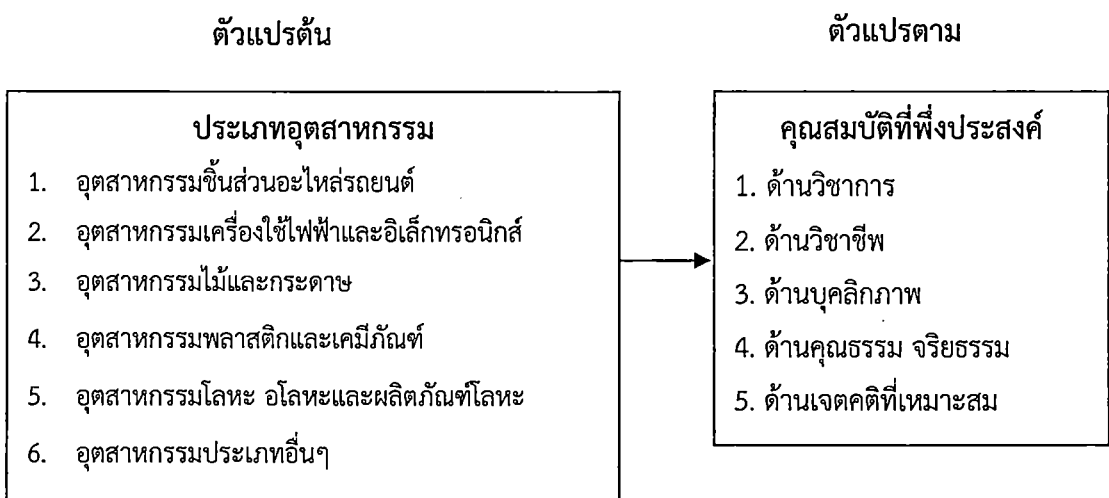 ตัวแปรต้น
ตัวแปรตาม
ประเภทอุตสาหกรรม
1. อุตสาหกรรมชิ้นส่วนอะไหล่รถยนต์
2. อุตสาหกรรมเครื่องใช้ไฟฟ้าและอิเล็กทรอนิกส์
3. อุตสาหกรรมไม้และกระดาษ
4. อุตสาหกรรมพลาสติกและเคมีภัณฑ์
5. อุตสาหกรรมโลหะ อโลหะและผลิตภัณฑ์โลหะ
6. อุตสาหกรรมประเภทอื่นๆ
คุณสมบัติที่พึ่งประสงค์
1. ด้านวิชาการ
2. ด้านวิชาชีพ
3. ด้านบุคลิกภาพ
4. ด้านคุณธรรม จริยธรรม
5. ด้านเจตคติที่เหมาะสม